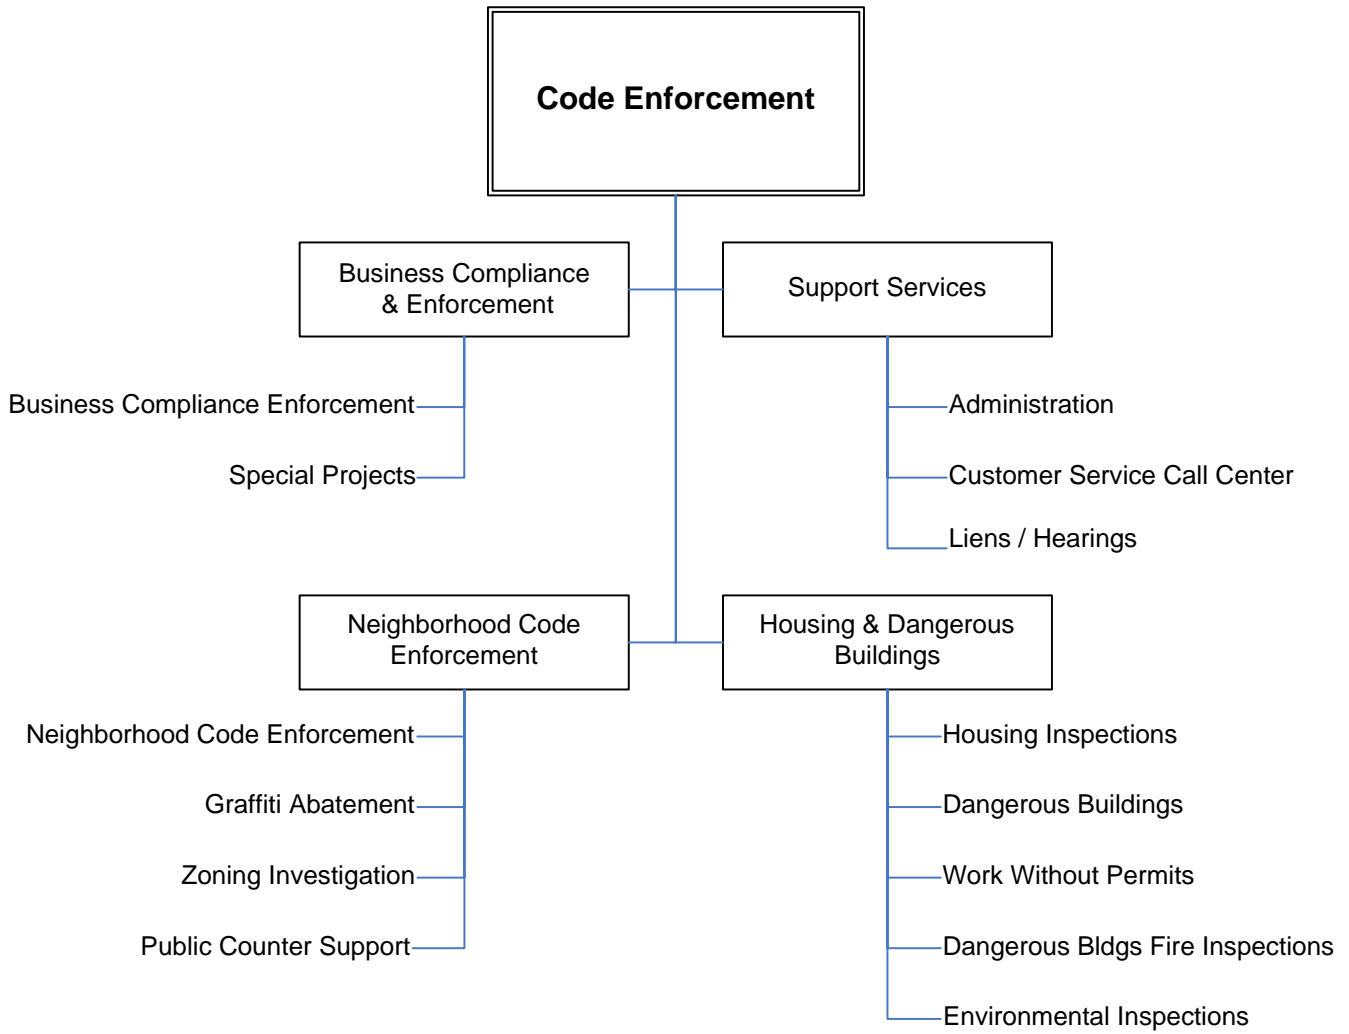 Code Enforcement
Business Compliance
& Enforcement
Support Services
Business Compliance Enforcement
Special Projects
Administration
Customer Service Call Center
Liens / Hearings
Neighborhood Code
Enforcement
Housing & Dangerous
Buildings
Neighborhood Code Enforcement
Graffiti Abatement
Zoning Investigation
Public Counter Support
Housing Inspections
Dangerous Buildings
Work Without Permits
Dangerous Bldgs Fire Inspections
Environmental Inspections